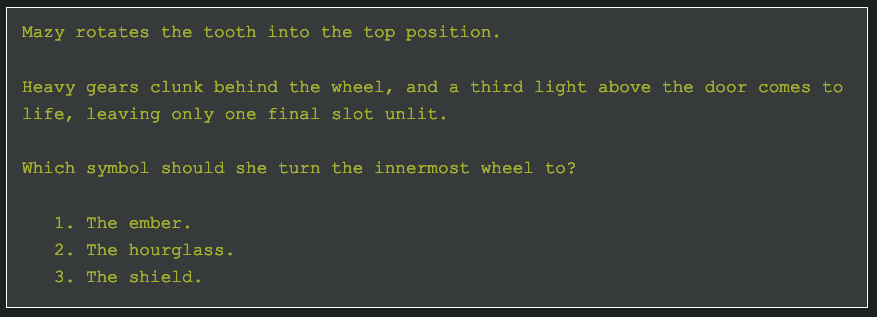 Mazy rotates the tooth into the top position.
Heavy gears clunk behind the wheel, and a third light above the door comes to
life, leaving only one final slot unlit.
Which symbol should she turn the innermost wheel to?
1. The ember.
2. The hourglass.
3. The shield.